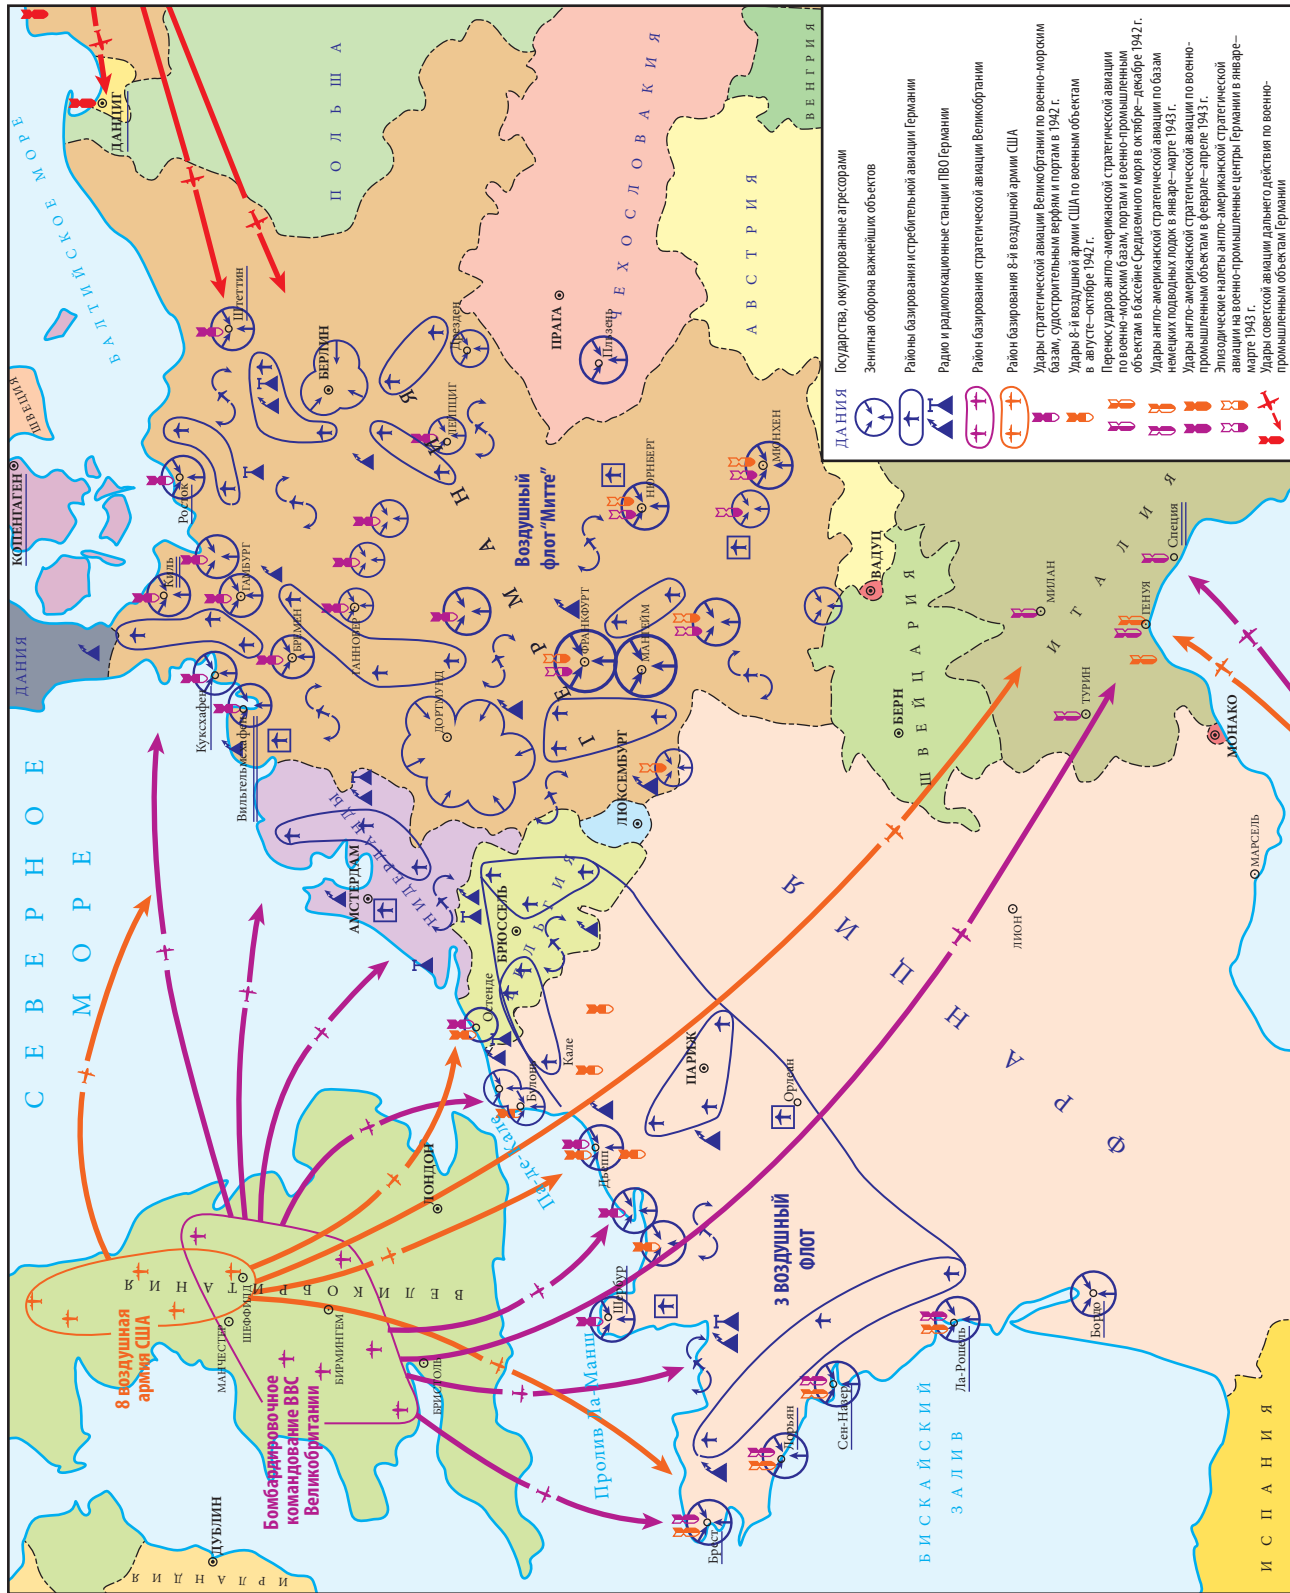 СЕВЕРНОЕ
МОРЕ
БАЛТИЙСКОЕ МОРЕ
ШВЕЦИЯ
КОПЕНГАГЕН
ДАНИЯ
ДАНЦИГ
ПОЛЬША
ЧЕХОСЛОВАКИЯ
ПРАГА
Пльзень
АВСТРИЯ
ВЕНГРИЯ
ГЕРМАНИЯ
Штеттин
БЕРЛИН
Дрезден
ЛЕЙПЦИГ
Росток
Киль
ГАМБУРГ
БРЕМЕН
ГАННОВЕР
Куксхафен
Вильгельмсхафен
ДОРТМУНД
Воздушный
флот "Митте"
НЮРНБЕРГ
МЮНХЕН
ФРАНКФУРТ
МАНГЕЙМ
ЛЮКСЕМБУРГ
НИДЕРЛАНДЫ
АМСТЕРДАМ
БЕЛЬГИЯ
БРЮССЕЛЬ
Остенде
Кале
Булонь
Па-де-Кале
Дьепп
ПАРИЖ
Орлеан
ФРАНЦИЯ
ЛИОН
МАРСЕЛЬ
МОНАКО
ШВЕЙЦАРИЯ
БЕРН
ВАДУЦ
ИТАЛИЯ
МИЛАН
ТУРИН
ГЕНУЯ
Специя
3 ВОЗДУШНЫЙ
ФЛОТ
Шербур
Пролив Ла-Манш
Брест
Лорьян
Сен-Назер
Ла-Рошель
Бордо
БИСКАЙСКИЙ
ЗАЛИВ
ИСПАНИЯ
ИРЛАНДИЯ
ДУБЛИН
ВЕЛИКОБРИТАНИЯ
ЛОНДОН
МАНЧЕСТЕР
ШЕФФИЛД
БИРМИНГЕМ
БРИСТОЛЬ
8 воздушная
армия США
Бомбардировочное
командование ВВС
Великобритании
ДАНИЯ
Государства, оккупированные агрессорами
Зенитная оборона важнейших объектов
Районы базирования истребительной авиации Германии
Радио и радиолокационные станции ПВО Германии
Район базирования стратегической авиации Великобртании
Район базирования 8-й воздушной армии США
Удары стратегической авиации Великобртании по военно-морским
базам, судостроительным верфям и портам в 1942 г.
Удары 8-й воздушной армии США по военным объектам
в августе–октябре 1942 г.
Перенос ударов англо-американской стратегической авиации
по военно-морским базам, портам и военно-промышленным
объектам в бассейне Средиземного моря в октябре–декабре 1942 г.
Удары англо-американской стратегической авиации по базам
немецких подводных лодок в январе–марте 1943 г.
Удары англо-американской стратегической авиации по военно-
промышленным объектам в феврале–апреле 1943 г.
Эпизодические налеты англо-американской стратегической
авиации на военно-промышленные центры Германии в январе–
марте 1943 г.
Удары советской авиации дальнего действия по военно-
промышленным объектам Германии